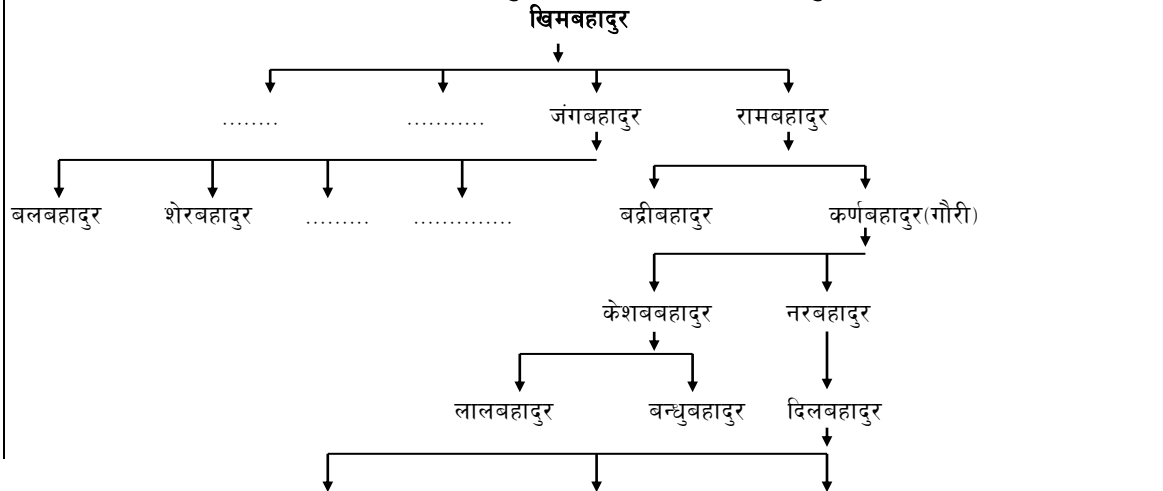 खिमबहादुर
........ ........... जंगबहादुर रामबहादुर
बलबहादुर शेरबहादुर ......... .............. बद्रीबहादुर कर्णबहादुर(गौरी)
केशबबहादुर नरबहादुर
लालबहादुर बन्धुबहादुर दिलबहादुर